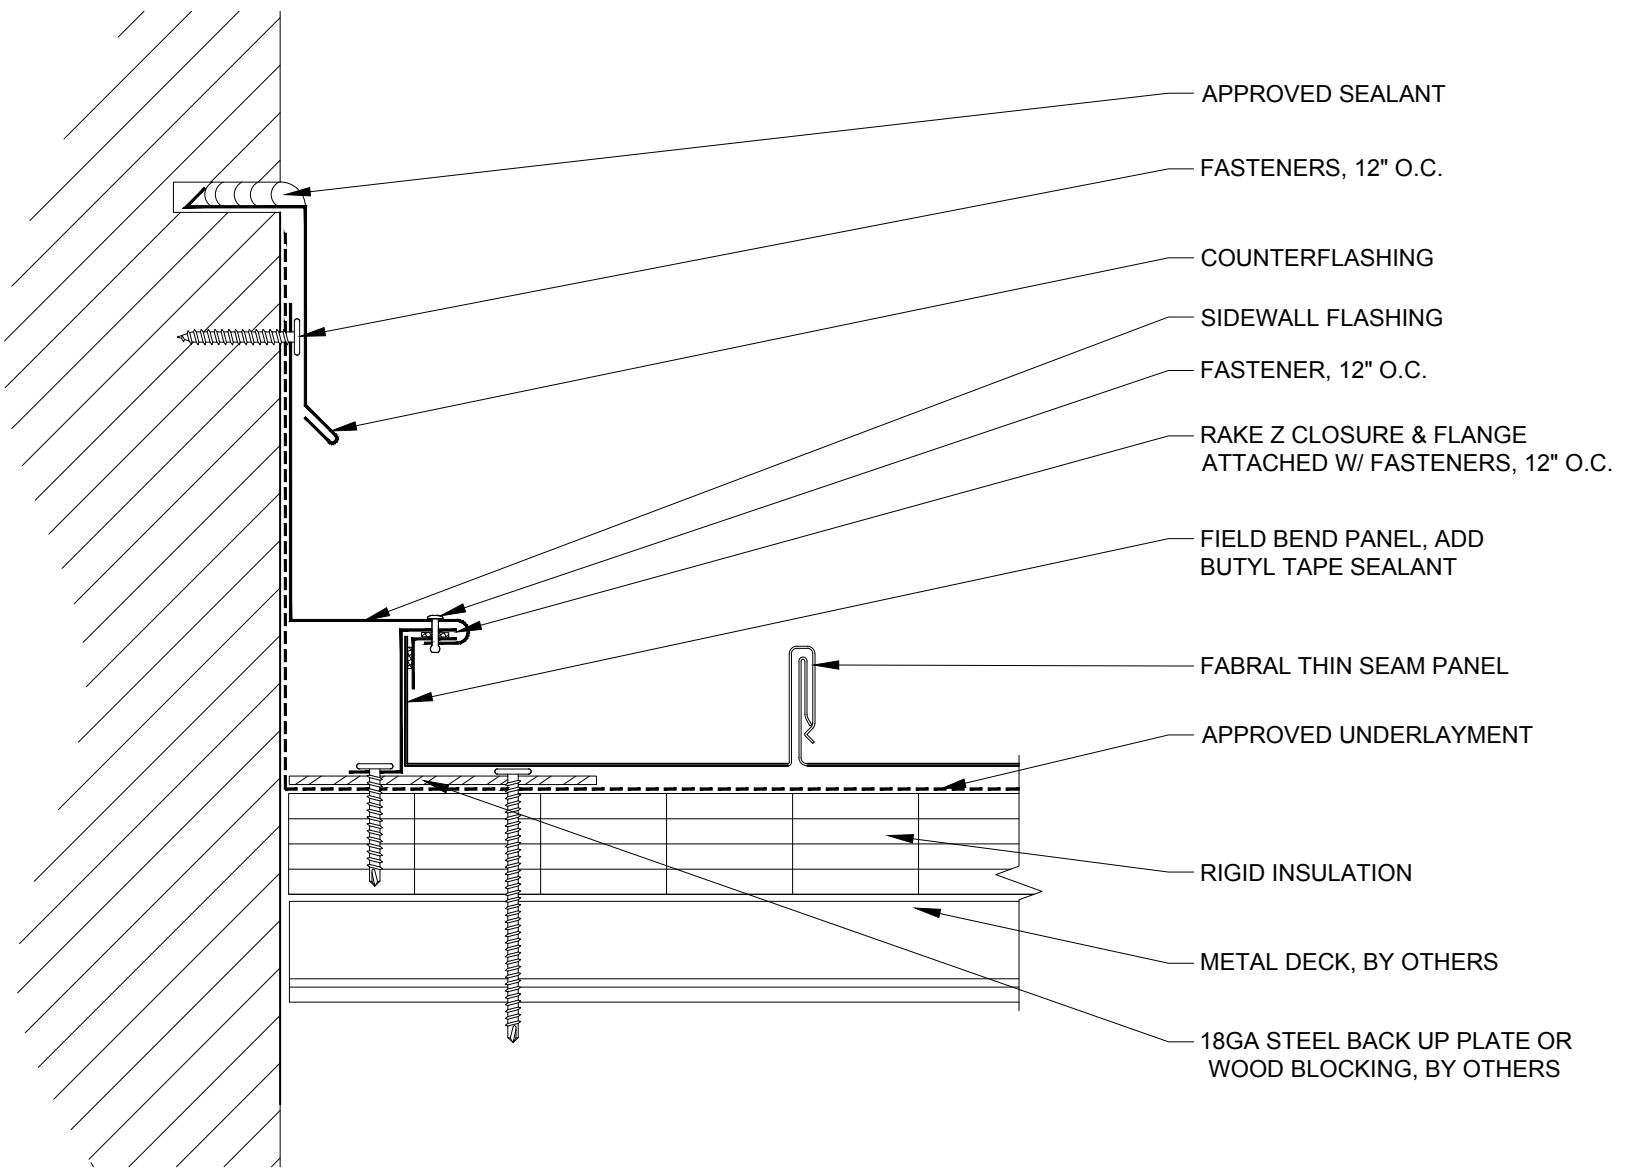 APPROVED SEALANT
FASTENERS, 12" O.C.
COUNTERFLASHING
SIDEWALL FLASHING
FASTENER, 12" O.C.
RAKE Z CLOSURE & FLANGE
ATTACHED W/ FASTENERS, 12" O.C.
FIELD BEND PANEL, ADD
BUTYL TAPE SEALANT
FABRAL THIN SEAM PANEL
APPROVED UNDERLAYMENT
RIGID INSULATION
METAL DECK, BY OTHERS
18GA STEEL BACK UP PLATE OR
WOOD BLOCKING, BY OTHERS